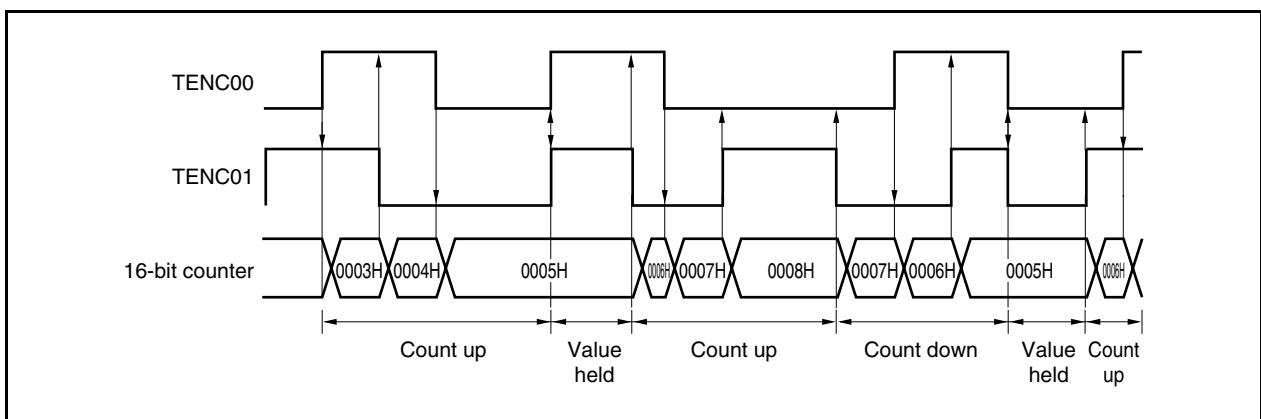 TENC00
TENC01
16-bit counter
0003H 0004H 0005H 0006H 0007H 0008H 0007H 0006H 0005H 0006H
Count up
Value held
Count up
Count down
Value held
Count up